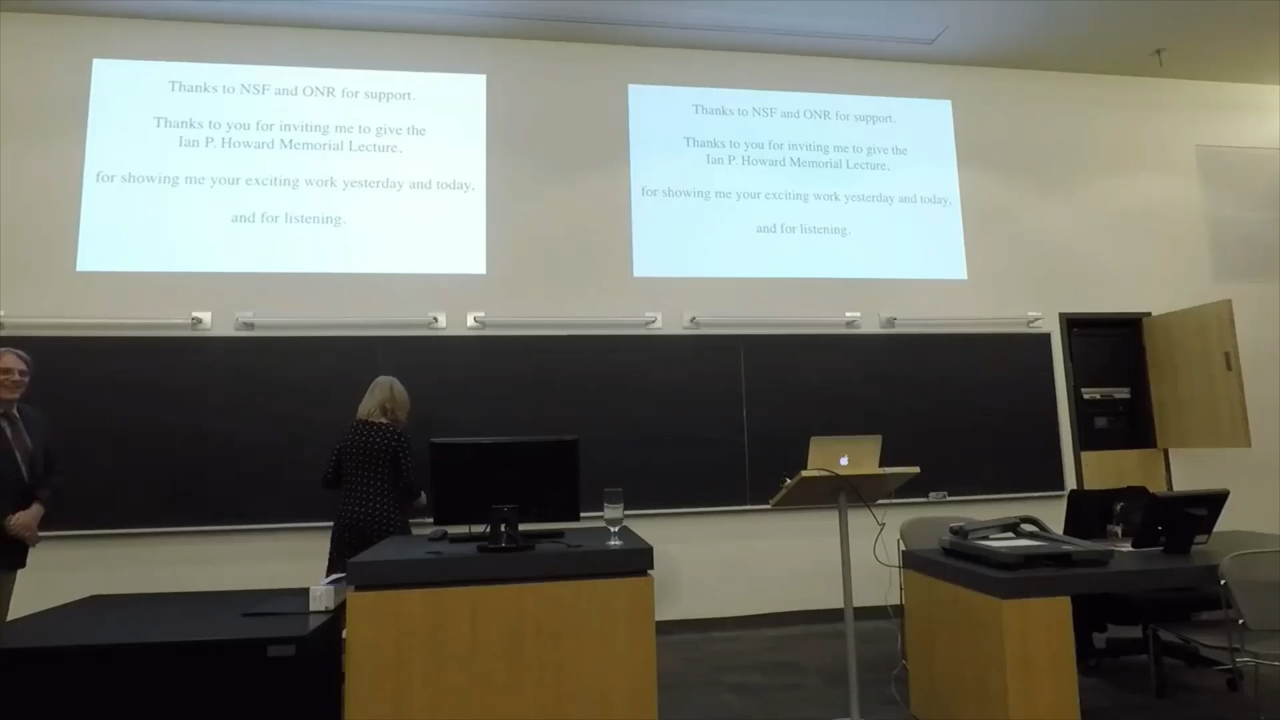 Thanks to NSF and ONR for support.
Thanks to you for inviting me to give the
Ian P. Howard Memorial Lecture,
for showing me your exciting work yesterday and today,
and for listening.
Thanks to NSF and ONR for support.
Thanks to you for inviting me to give the
Ian P. Howard Memorial Lecture,
for showing me your exciting work yesterday and today,
and for listening.